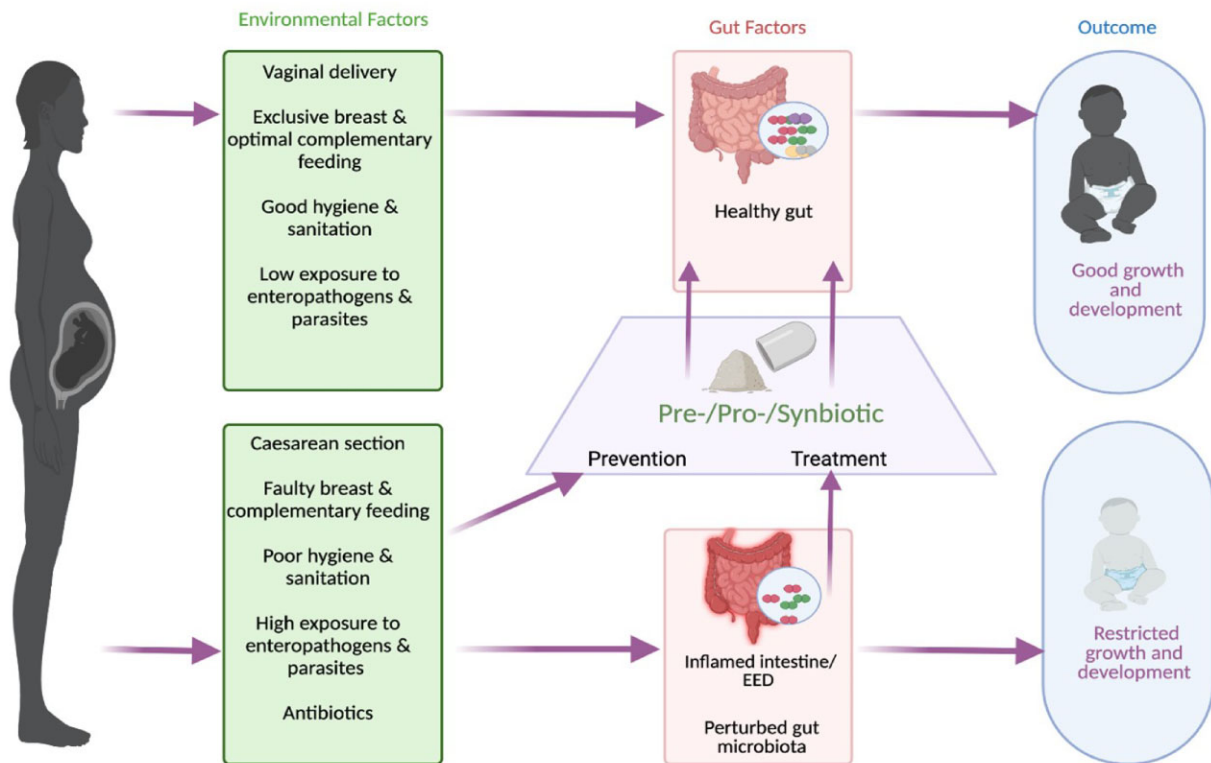 Environmental Factors
Gut Factors
Outcome
Vaginal delivery
Exclusive breast &
optimal complementary
feeding
Good hygiene &
sanitation
Low exposure to
enteropathogens &
parasites
Healthy gut
Good growth
and
development
Pre-/Pro-/Synbiotic
Prevention
Treatment
Caesarean section
Faulty breast &
complementary feeding
Poor hygiene &
sanitation
High exposure to
enteropathogens &
parasites
Antibiotics
Inflamed intestine/
EED
Perturbed gut
microbiota
Restricted
growth and
development